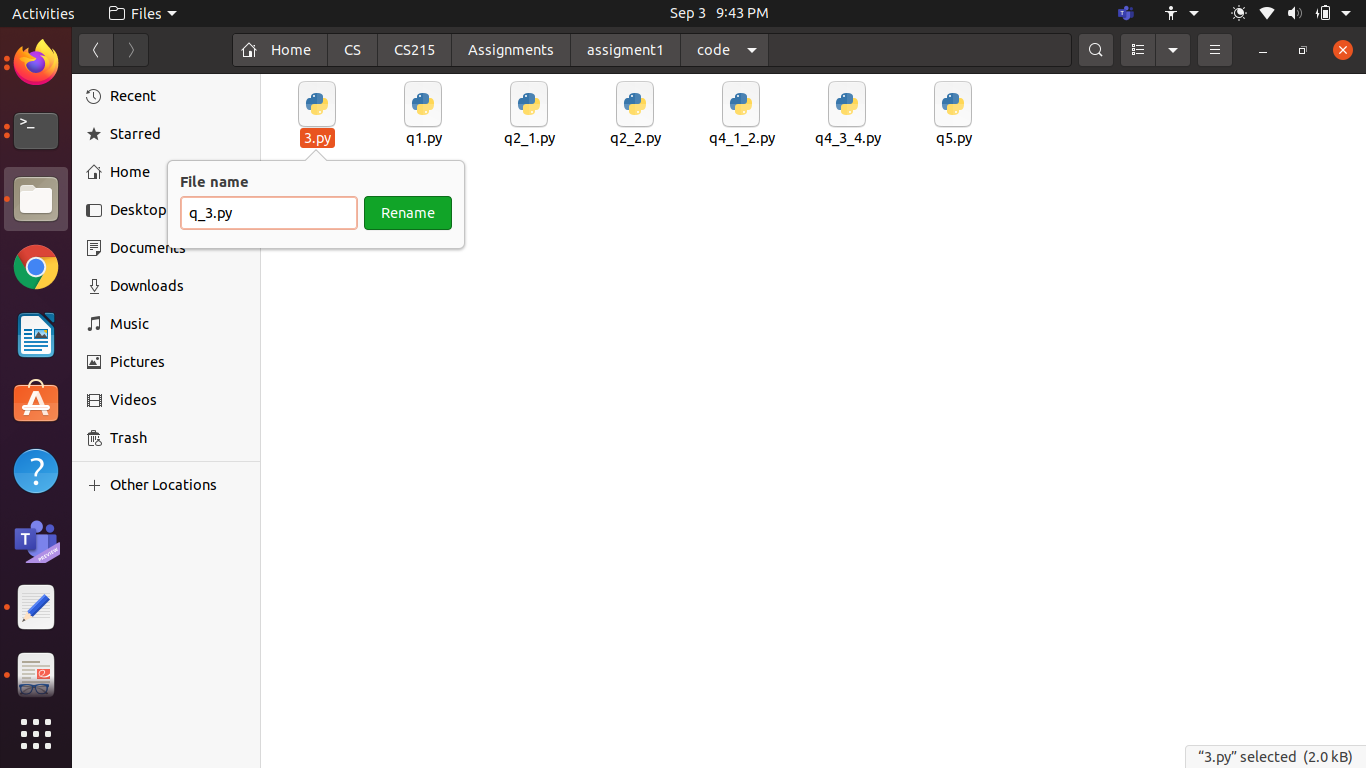 Activities Files Sep 3 9:43 PM
Home CS CS215 Assignments assigment1 code
Recent
Starred
Home
Desktop
Documents
Downloads
Music
Pictures
Videos
Trash
Other Locations
3.py q1.py q2_1.py q2_2.py q4_1_2.py q4_3_4.py q5.py
File name
q_3.py Rename
>_
?
T
PREVIEW
“3.py” selected (2.0 kB)